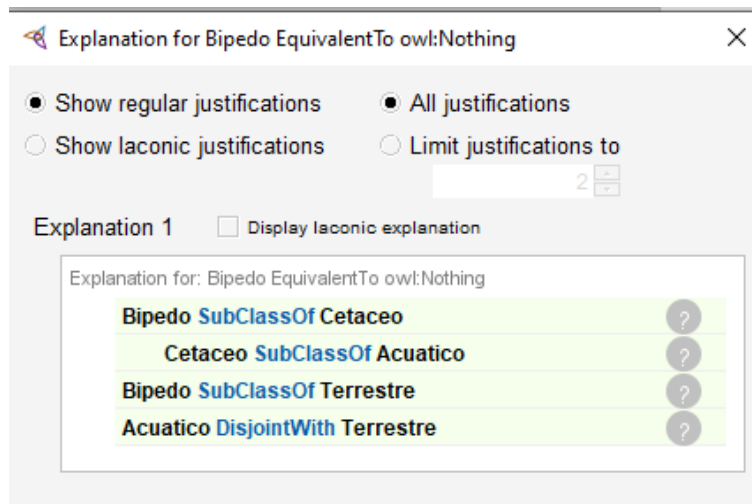 Explanation for Bipedo EquivalentTo owl:Nothing
Show regular justifications All justifications
Show laconic justifications Limit justifications to
2
Explanation 1 Display laconic explanation
Explanation for: Bipedo EquivalentTo owl:Nothing
Bipedo SubClassOf Cetaceo ?
Cetaceo SubClassOf Acuatico ?
Bipedo SubClassOf Terrestre ?
Acuatico DisjointWith Terrestre ?